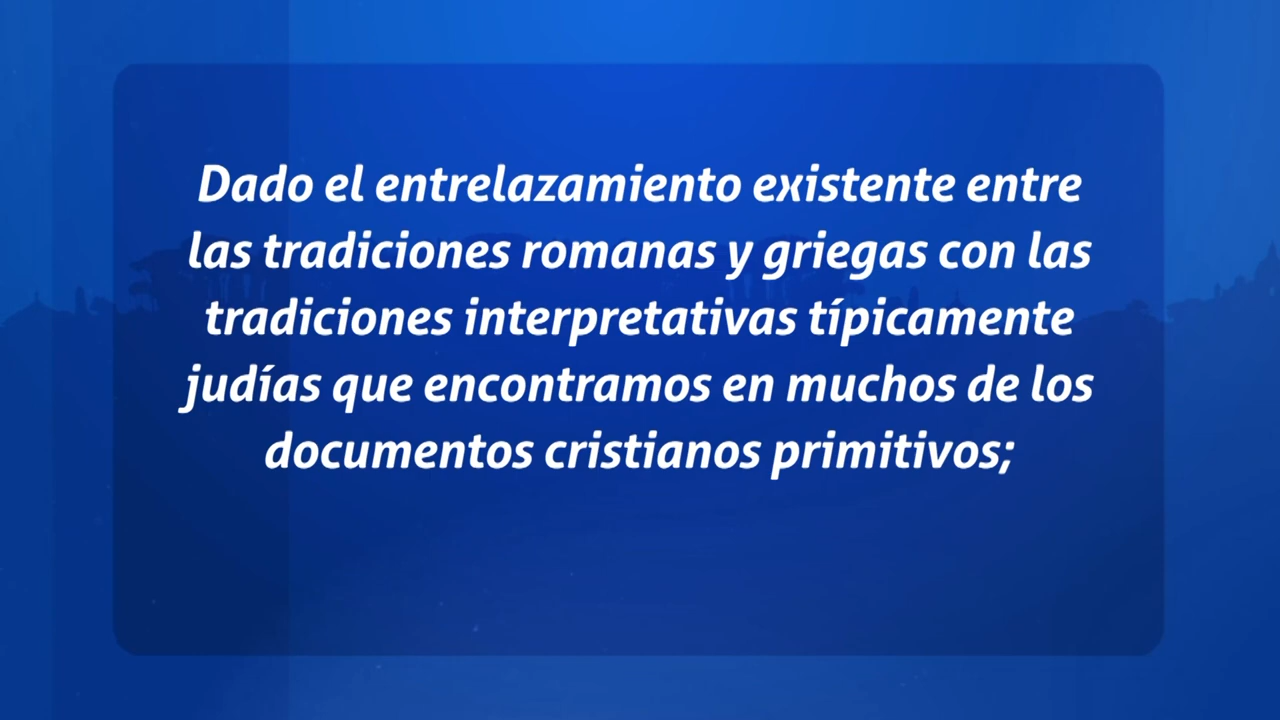 Dado el entrelazamiento existente entre
las tradiciones romanas y griegas con las
tradiciones interpretativas típicamente
judías que encontramos en muchos de los
documentos cristianos primitivos;